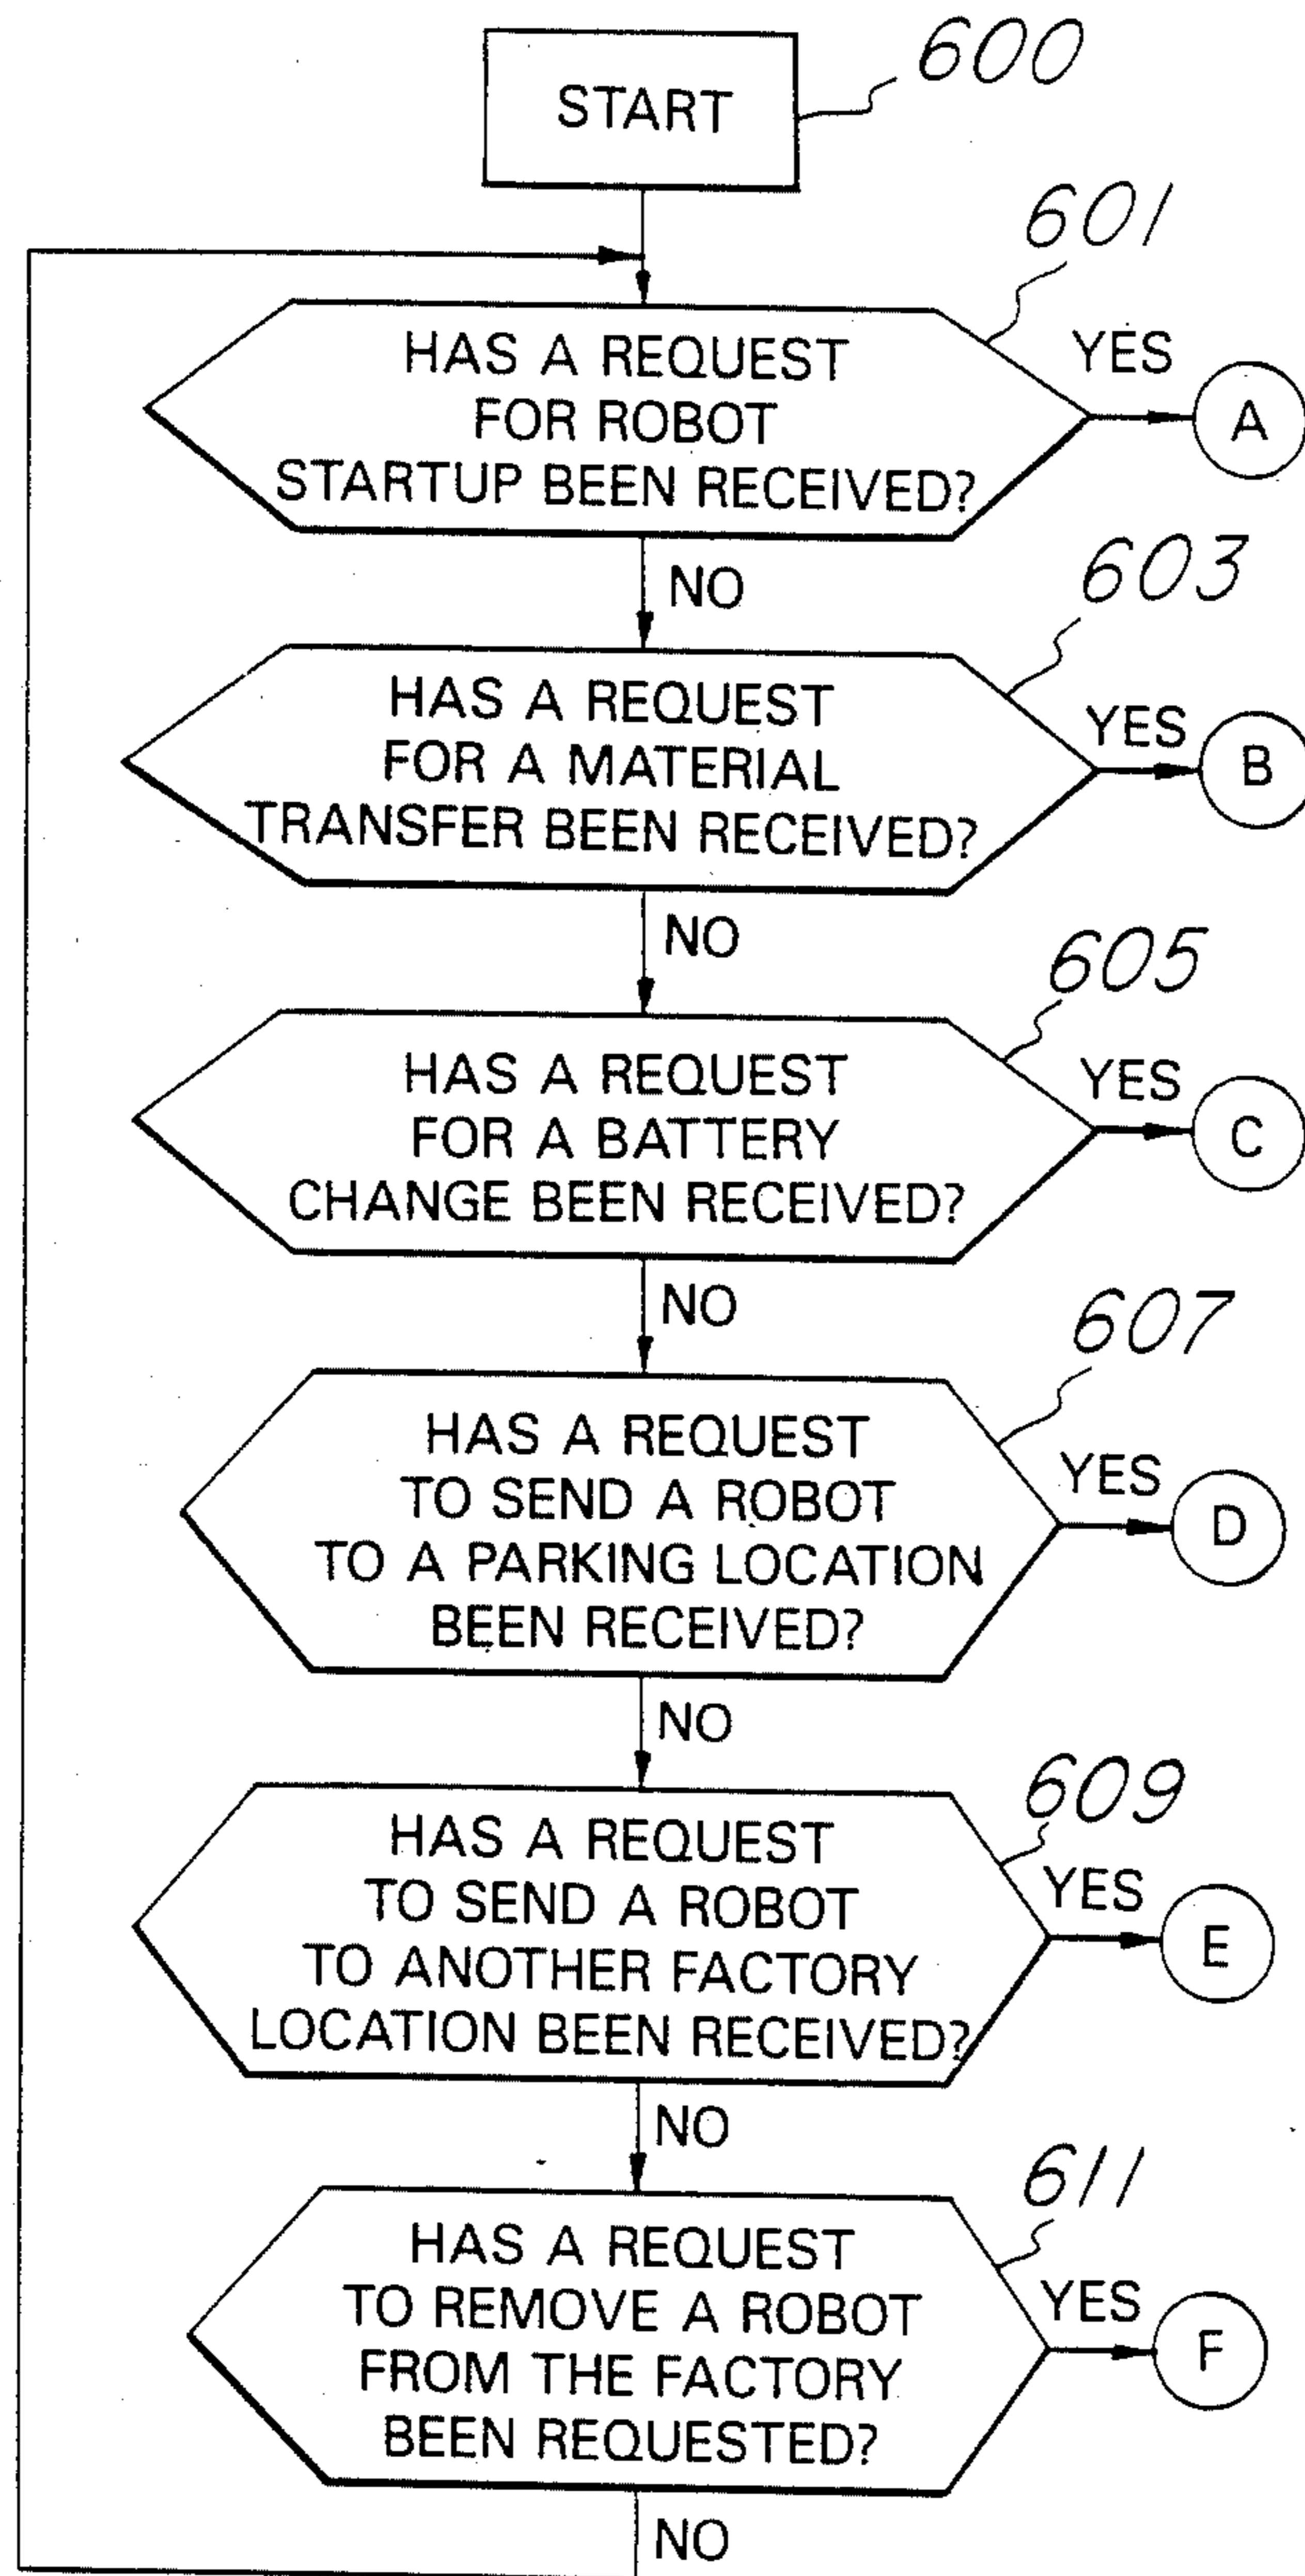 600
START
601
HAS A REQUEST
FOR ROBOT
STARTUP BEEN RECEIVED?
YES
A
NO
603
HAS A REQUEST
FOR A MATERIAL
TRANSFER BEEN RECEIVED?
YES
B
NO
605
HAS A REQUEST
FOR A BATTERY
CHANGE BEEN RECEIVED?
YES
C
NO
607
HAS A REQUEST
TO SEND A ROBOT
TO A PARKING LOCATION
BEEN RECEIVED?
YES
D
NO
609
HAS A REQUEST
TO SEND A ROBOT
TO ANOTHER FACTORY
LOCATION BEEN RECEIVED?
YES
E
NO
611
HAS A REQUEST
TO REMOVE A ROBOT
FROM THE FACTORY
BEEN REQUESTED?
YES
F
NO